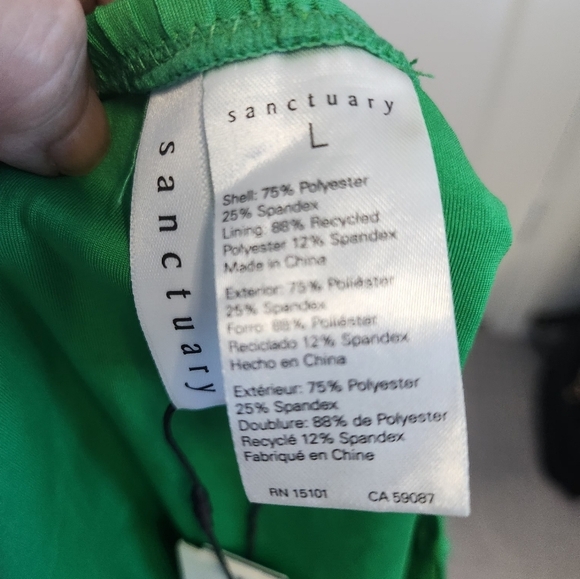 sanctuary
sanctuary
L
Shell: 75% Polyester
25% Spandex
Lining: 88% Recycled
Polyester 12% Spandex
Made in China
Exterior: 75% Poliéster
25% Spandex
Forro: 88% Poliéster
Reciclado 12% Spandex
Hecho en China
Extérieur: 75% Polyester
25% Spandex
Doublure: 88% de Polyester
Recyclé 12% Spandex
Fabriqué en Chine
RN 15101 CA 59087